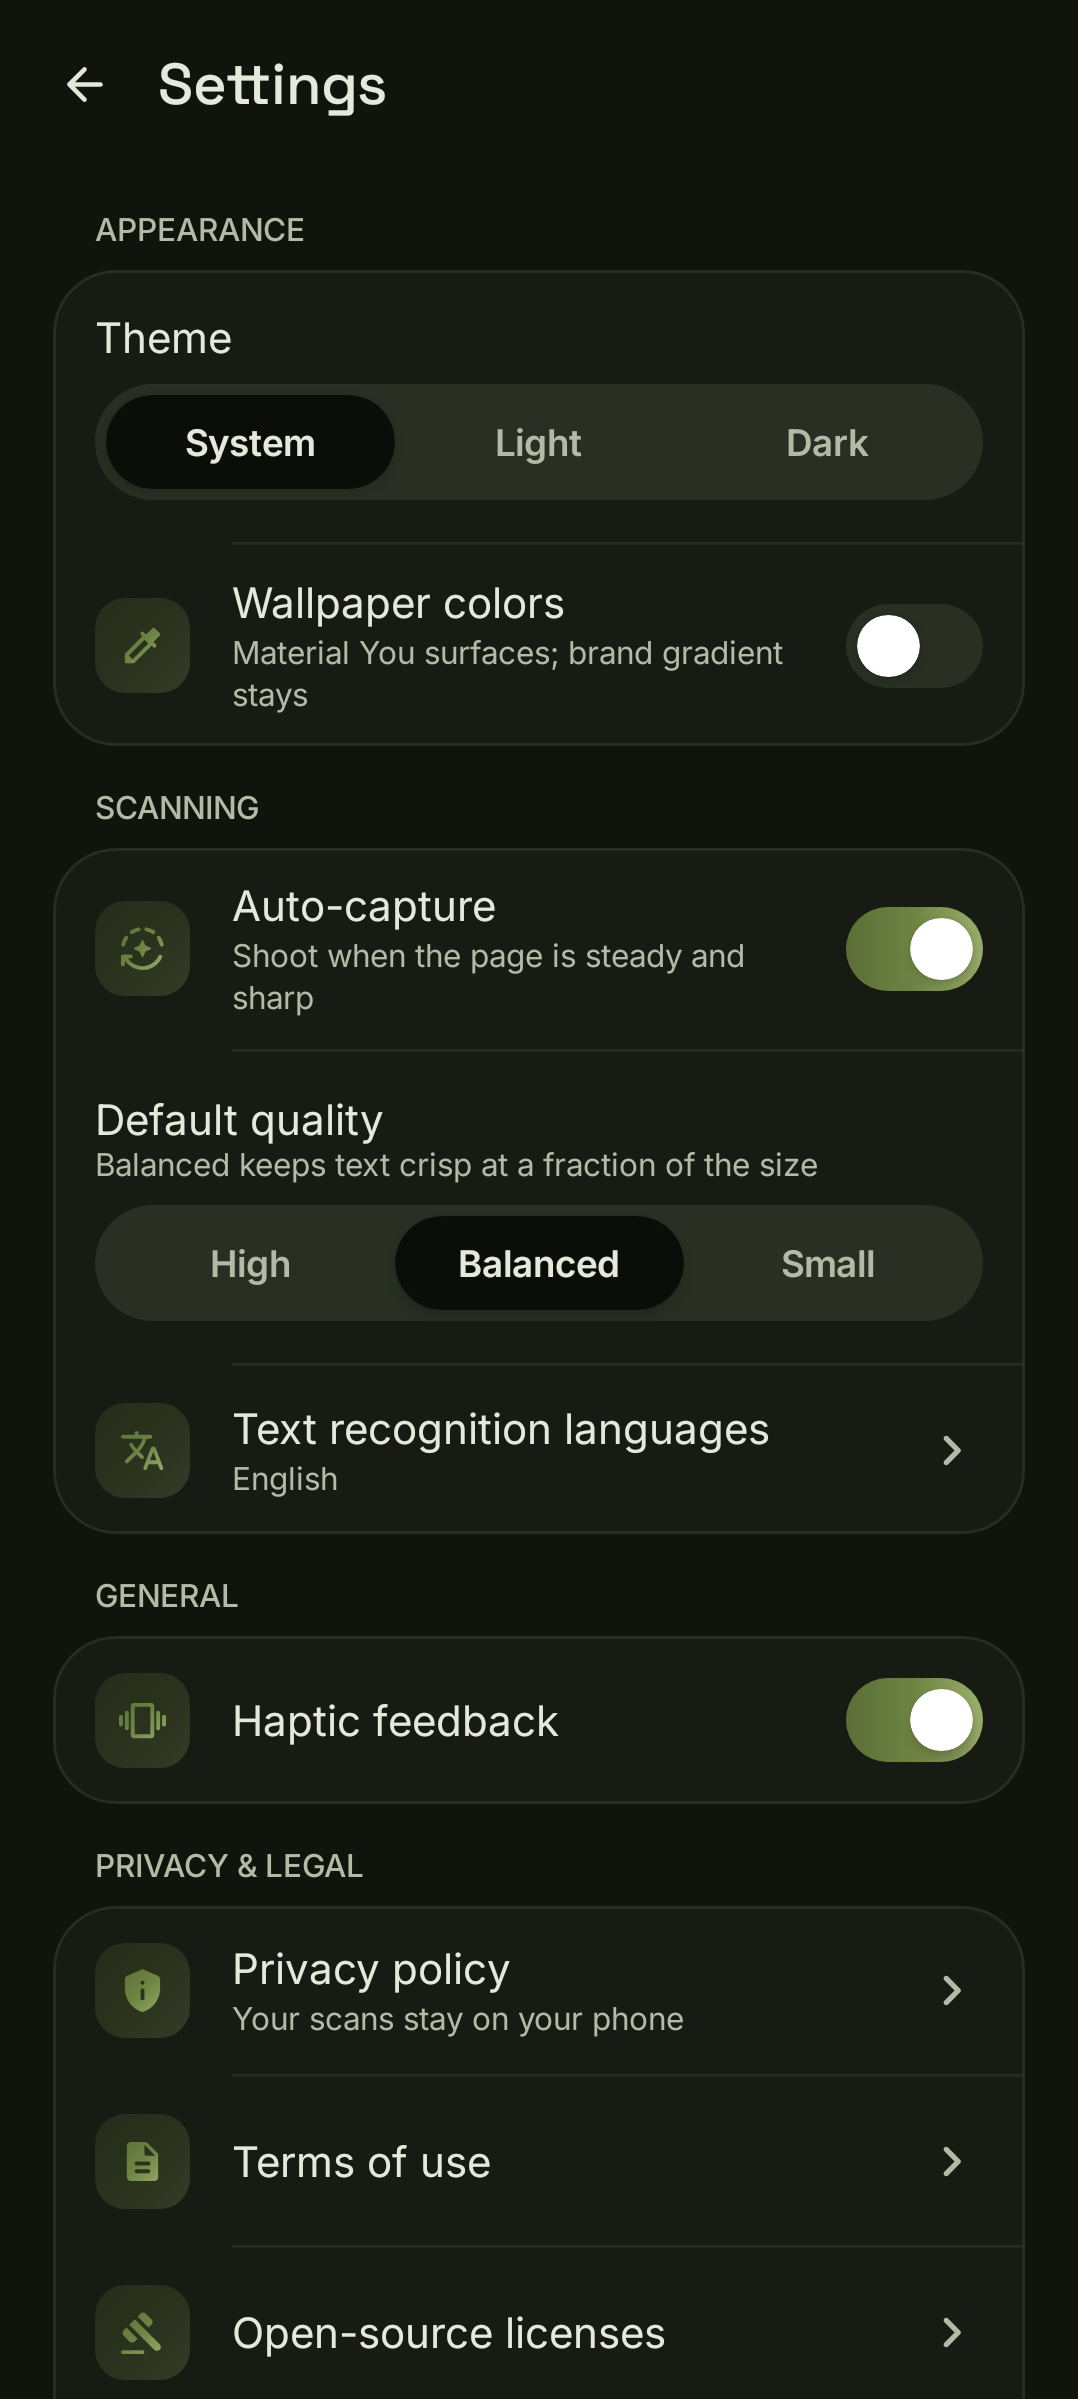 Settings
APPEARANCE
Theme
System Light Dark
Wallpaper colors
Material You surfaces; brand gradient
stays
SCANNING
Auto-capture
Shoot when the page is steady and
sharp
Default quality
Balanced keeps text crisp at a fraction of the size
High Balanced Small
Text recognition languages
English
GENERAL
Haptic feedback
PRIVACY & LEGAL
Privacy policy
Your scans stay on your phone
Terms of use
Open-source licenses